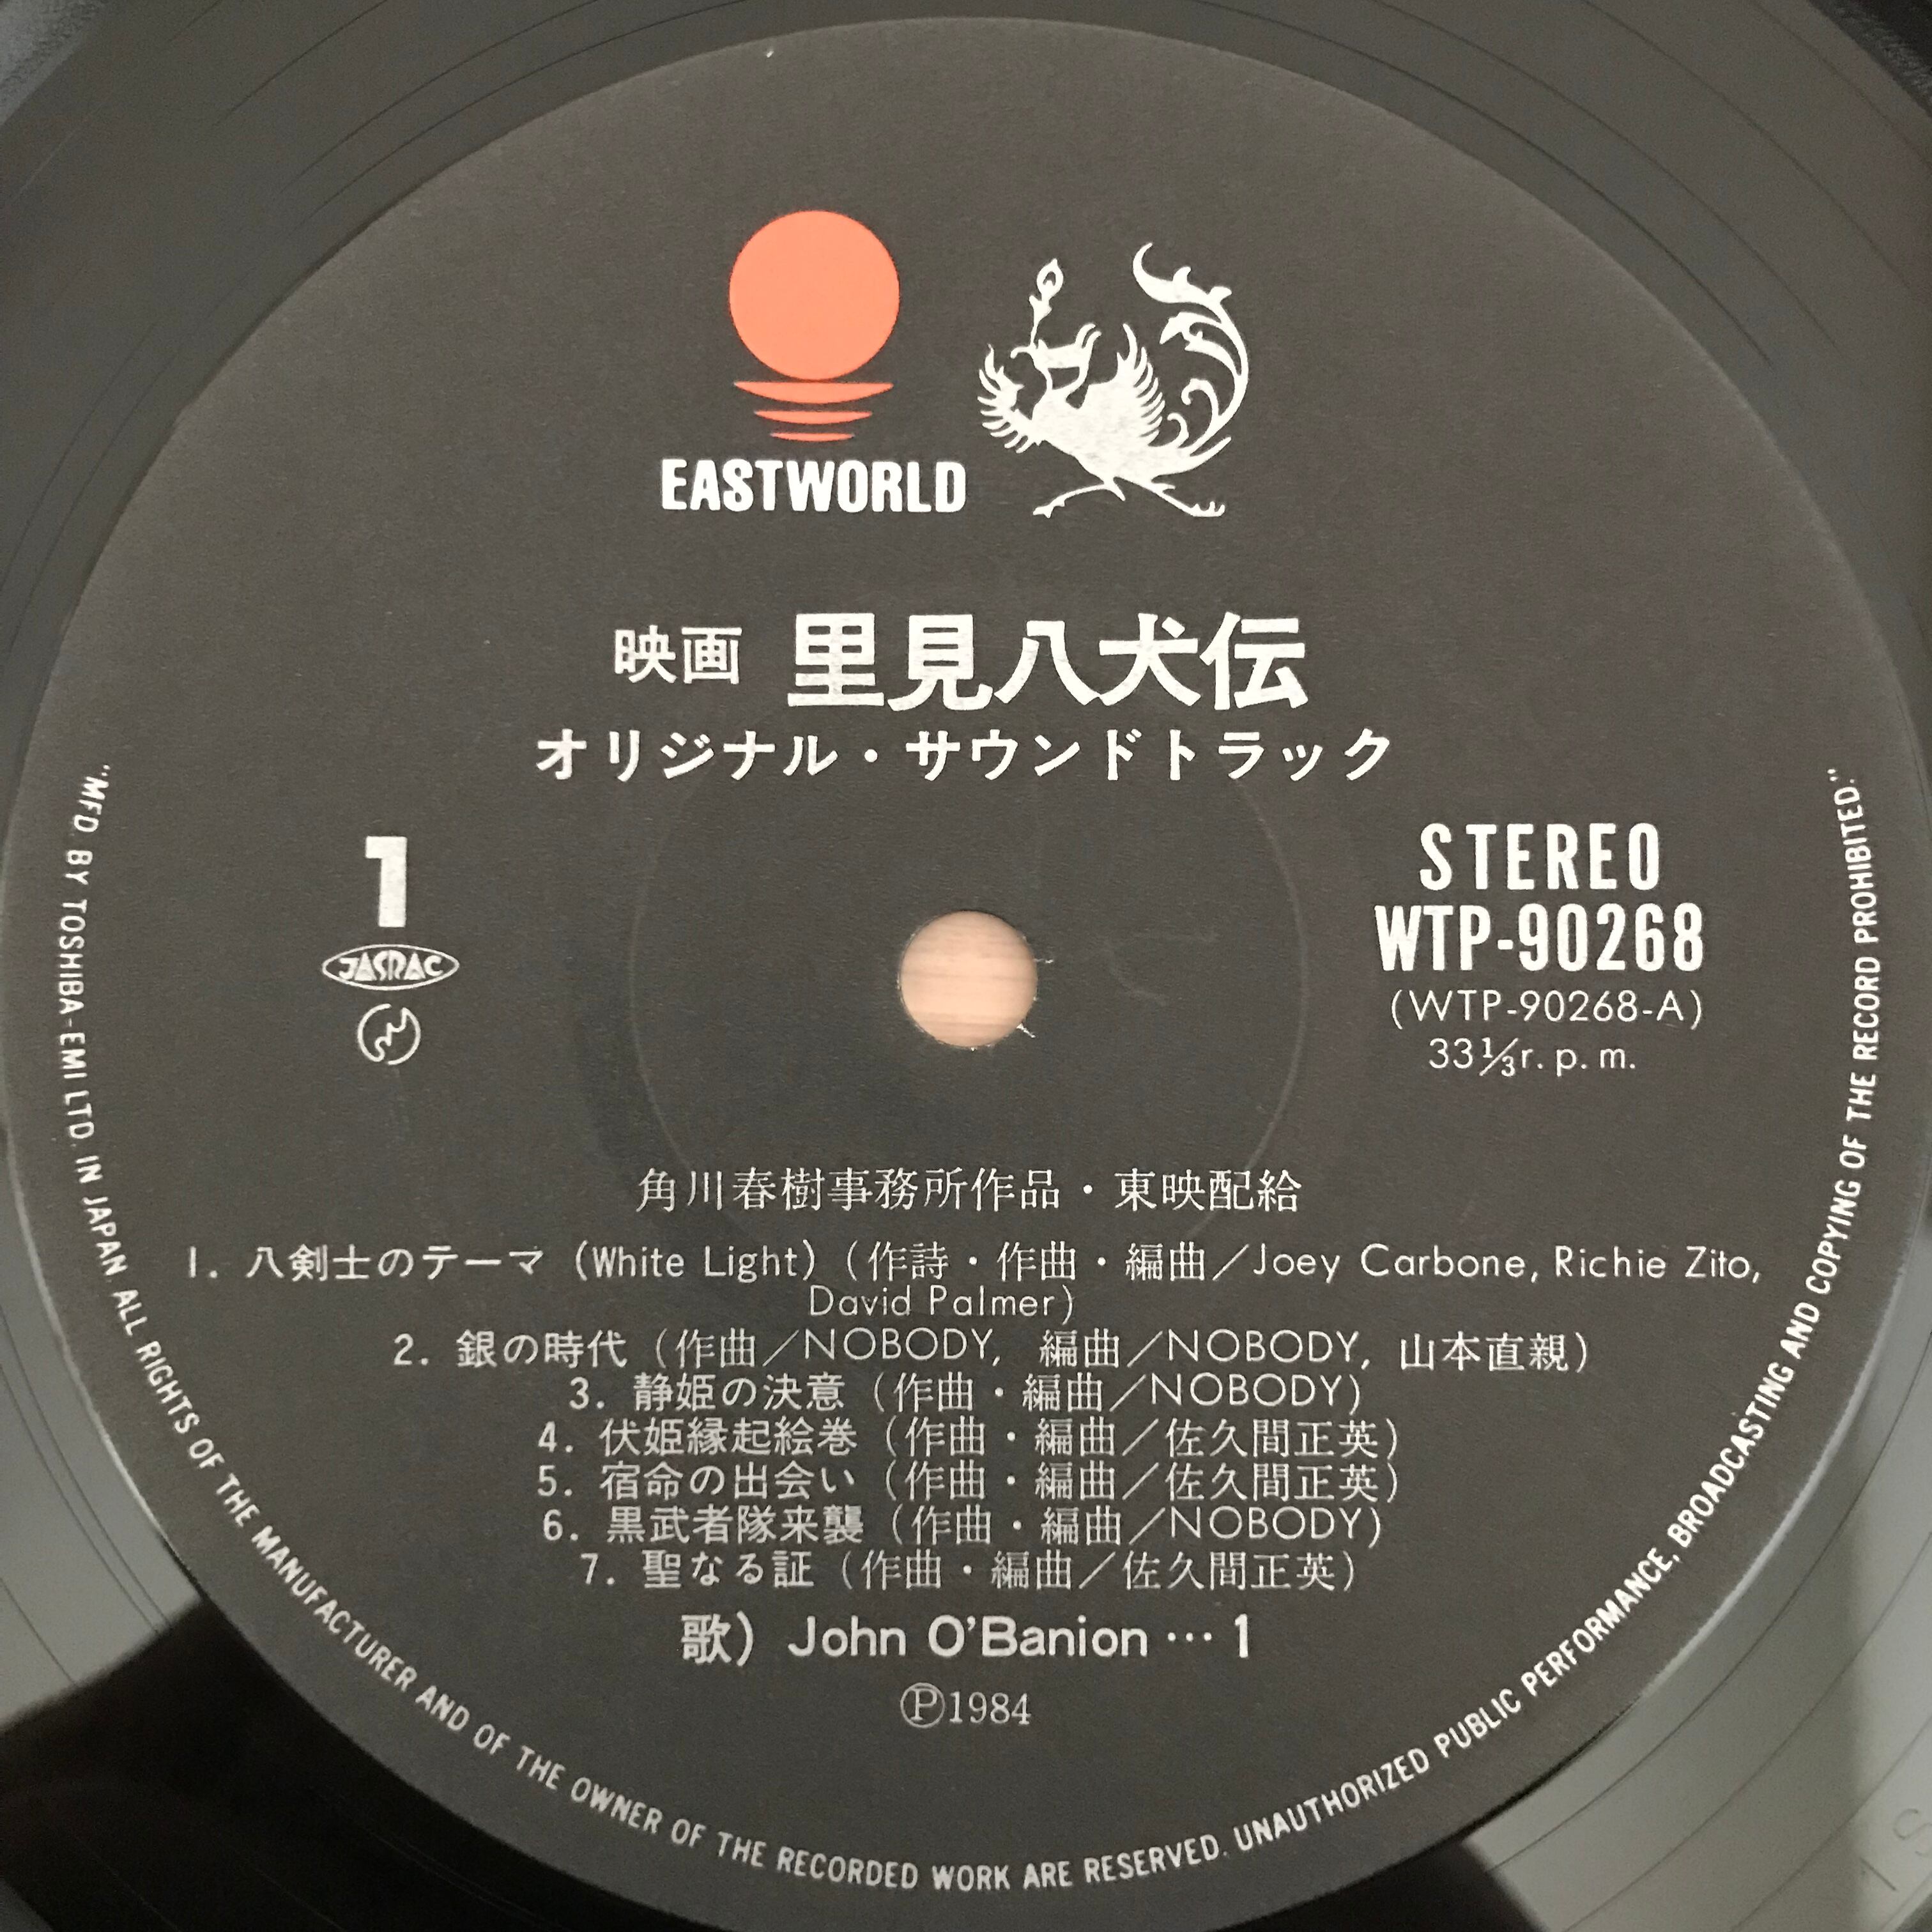 EASTWORLD
映画 里見八犬伝
オリジナル・サウンドトラック
1
JASRAC
STEREO
WTP-90268
(WTP-90268-A)
33⅓r.p.m.
角川春樹事務所作品・東映配給
1. 八剣士のテーマ (White Light) (作詩・作曲・編曲／Joey Carbone, Richie Zito,
David Palmer)
2. 銀の時代 (作曲／NOBODY, 編曲／NOBODY, 山本直親)
3. 静姫の決意 (作曲・編曲／NOBODY)
4. 伏姫縁起絵巻 (作曲・編曲／佐久間正英)
5. 宿命の出会い (作曲・編曲／佐久間正英)
6. 黒武者隊来襲 (作曲・編曲／NOBODY)
7. 聖なる証 (作曲・編曲／佐久間正英)
歌) John O'Banion … 1
Ⓟ1984
"MFD. BY TOSHIBA-EMI LTD. IN JAPAN. ALL RIGHTS OF THE MANUFACTURER AND OF THE OWNER OF THE RECORDED WORK ARE RESERVED. UNAUTHORIZED PUBLIC PERFORMANCE, BROADCASTING AND COPYING OF THE RECORD PROHIBITED."